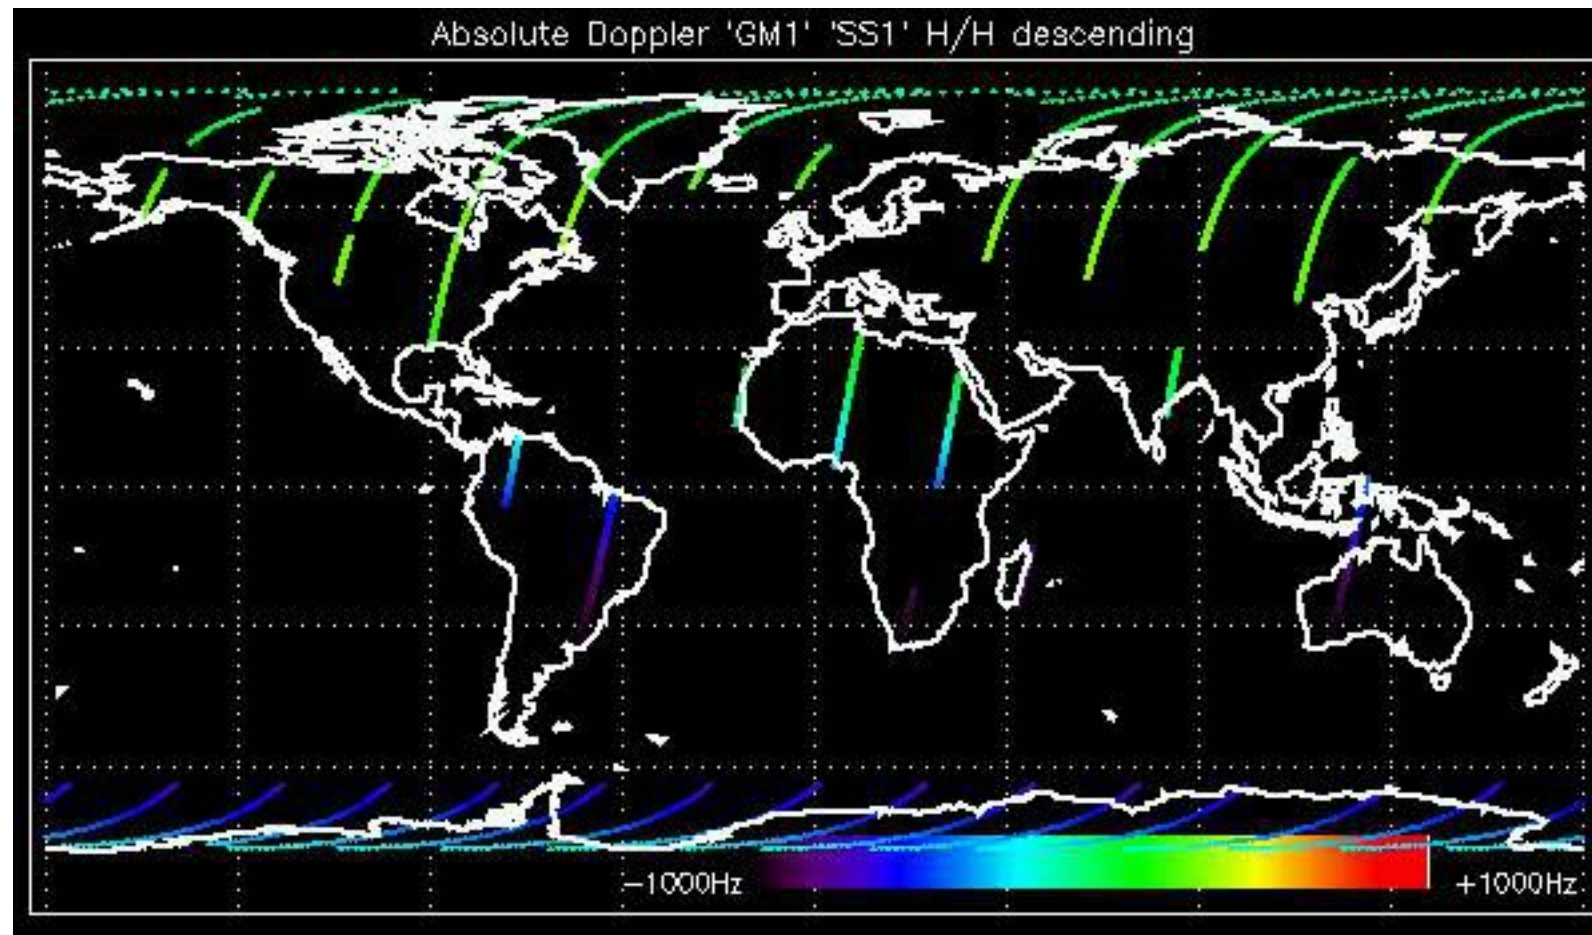 Absolute Doppler 'GM1' 'SS1' H/H descending
−1000Hz
+1000Hz